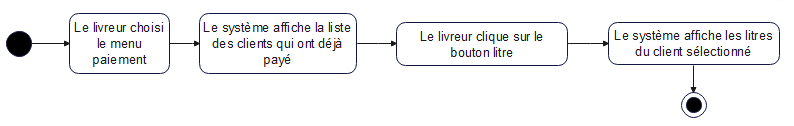 Le livreur choisi
le menu
paiement
Le système affiche la liste
des clients qui ont déjà
payé
Le livreur clique sur le
bouton litre
Le système affiche les litres
du client sélectionné